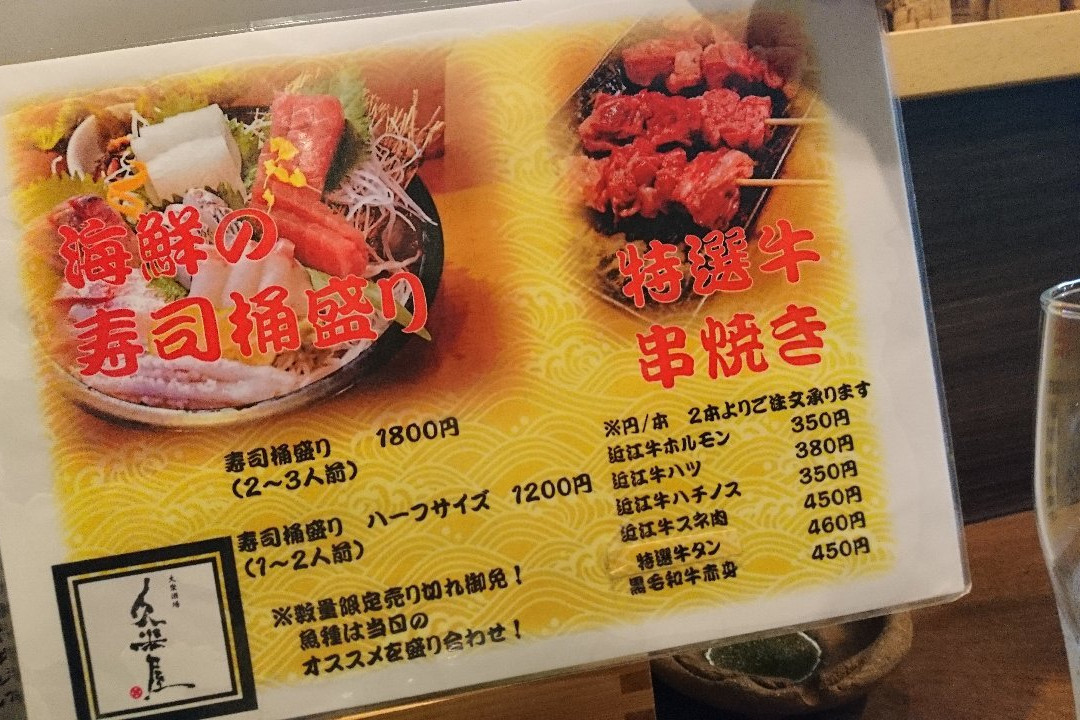 海鮮の
寿司桶盛り
寿司桶盛り 1800円
(2～3人前)
寿司桶盛り ハーフサイズ 1200円
(1～2人前)
※数量限定売り切れ御免!
魚種は当日の
オススメを盛り合わせ!
大衆酒場
特選牛
串焼き
※円/本 2本よりご注文承ります
近江牛ホルモン 350円
近江牛ハツ 380円
近江牛ハチノス 350円
近江牛スネ肉 450円
特選牛タン 460円
黒毛和牛赤身 450円